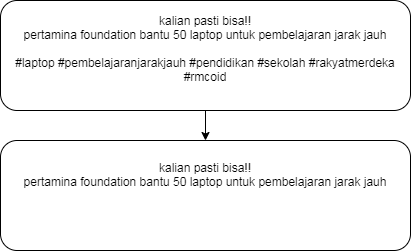 kalian pasti bisa!!
pertamina foundation bantu 50 laptop untuk pembelajaran jarak jauh
#laptop #pembelajaranjarakjauh #pendidikan #sekolah #rakyatmerdeka
#rmcoid
kalian pasti bisa!!
pertamina foundation bantu 50 laptop untuk pembelajaran jarak jauh